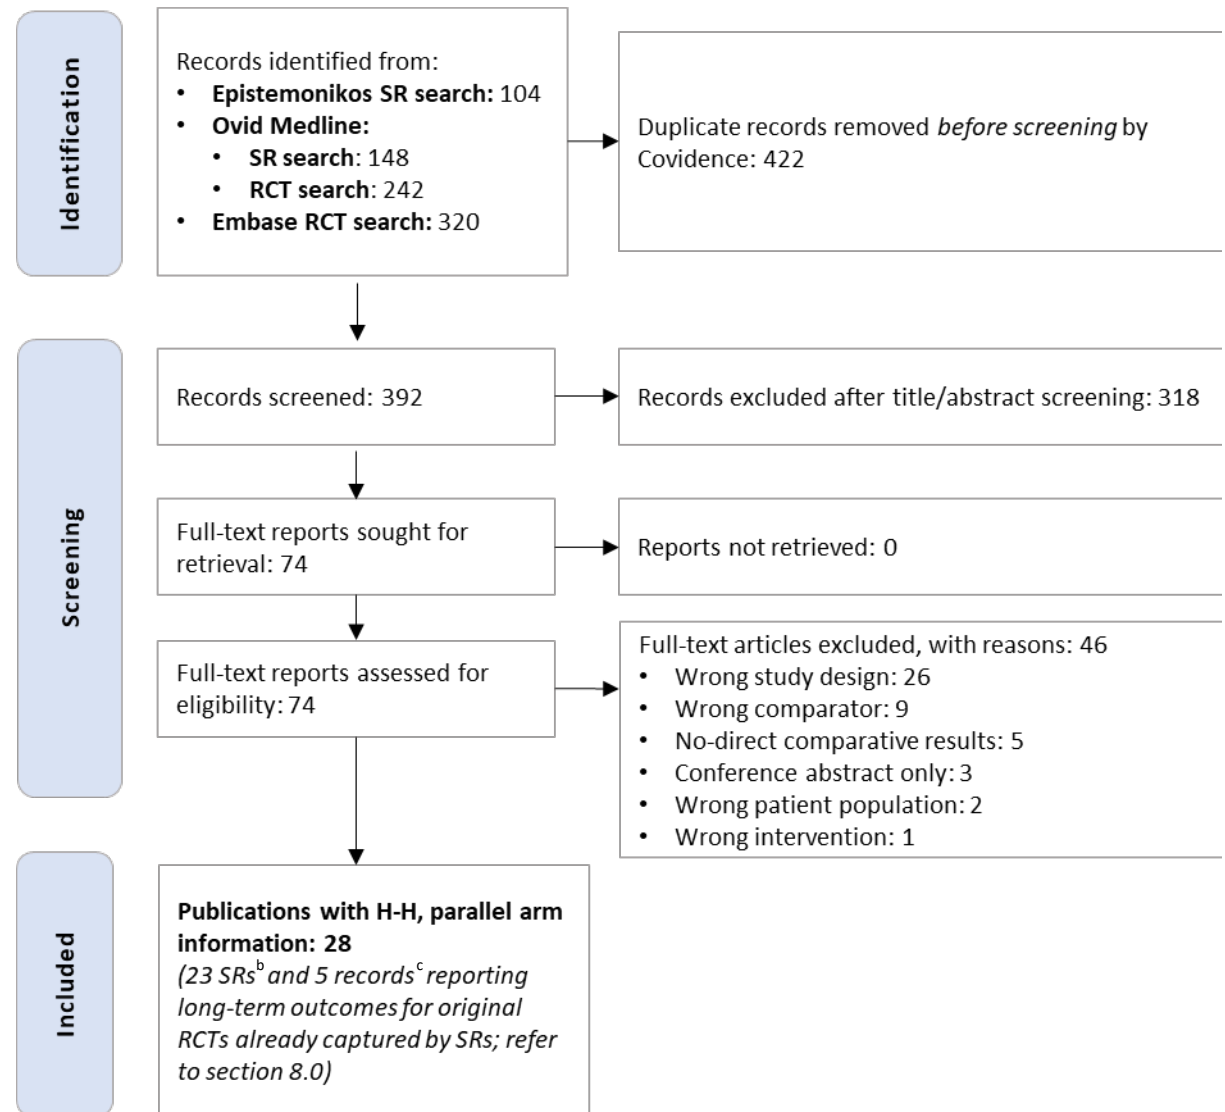 Identification
Records identified from:
• Epistemonikos SR search: 104
• Ovid Medline:
• SR search: 148
• RCT search: 242
• Embase RCT search: 320
Duplicate records removed before screening by
Covidence: 422
Screening
Records screened: 392
Records excluded after title/abstract screening: 318
Full-text reports sought for
retrieval: 74
Reports not retrieved: 0
Full-text reports assessed for
eligibility: 74
Full-text articles excluded, with reasons: 46
• Wrong study design: 26
• Wrong comparator: 9
• No-direct comparative results: 5
• Conference abstract only: 3
• Wrong patient population: 2
• Wrong intervention: 1
Included
Publications with H-H, parallel arm
information: 28
(23 SRsᵇ and 5 recordsᶜ reporting
long-term outcomes for original
RCTs already captured by SRs; refer
to section 8.0)